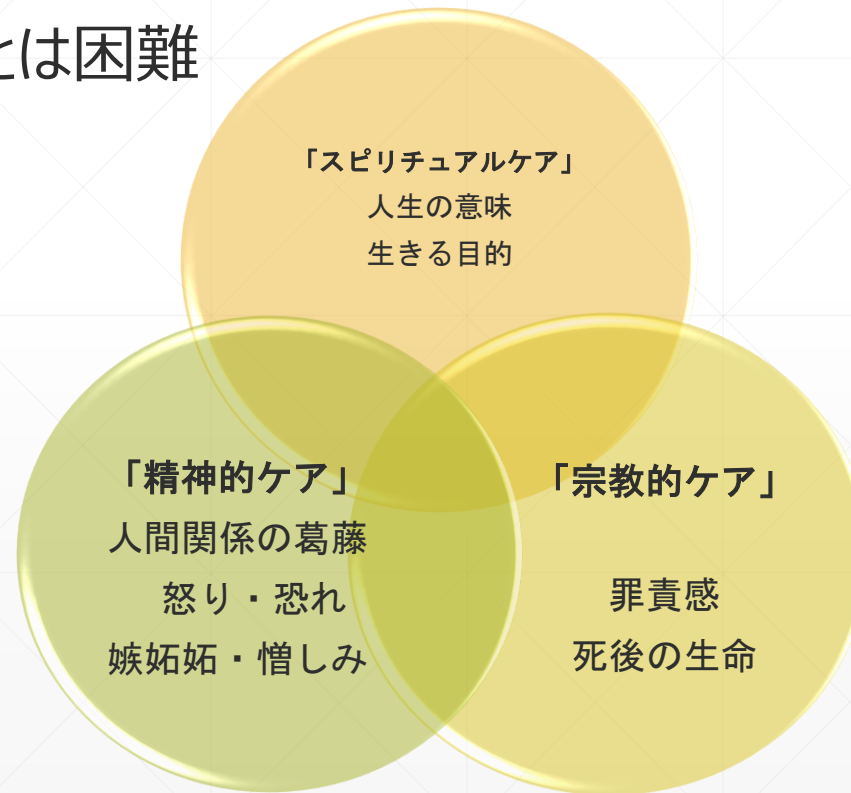 とは困難
「スピリチュアルケア」
人生の意味
生きる目的
「精神的ケア」
人間関係の葛藤
怒り・恐れ
嫉妬妬・憎しみ
「宗教的ケア」
罪責感
死後の生命